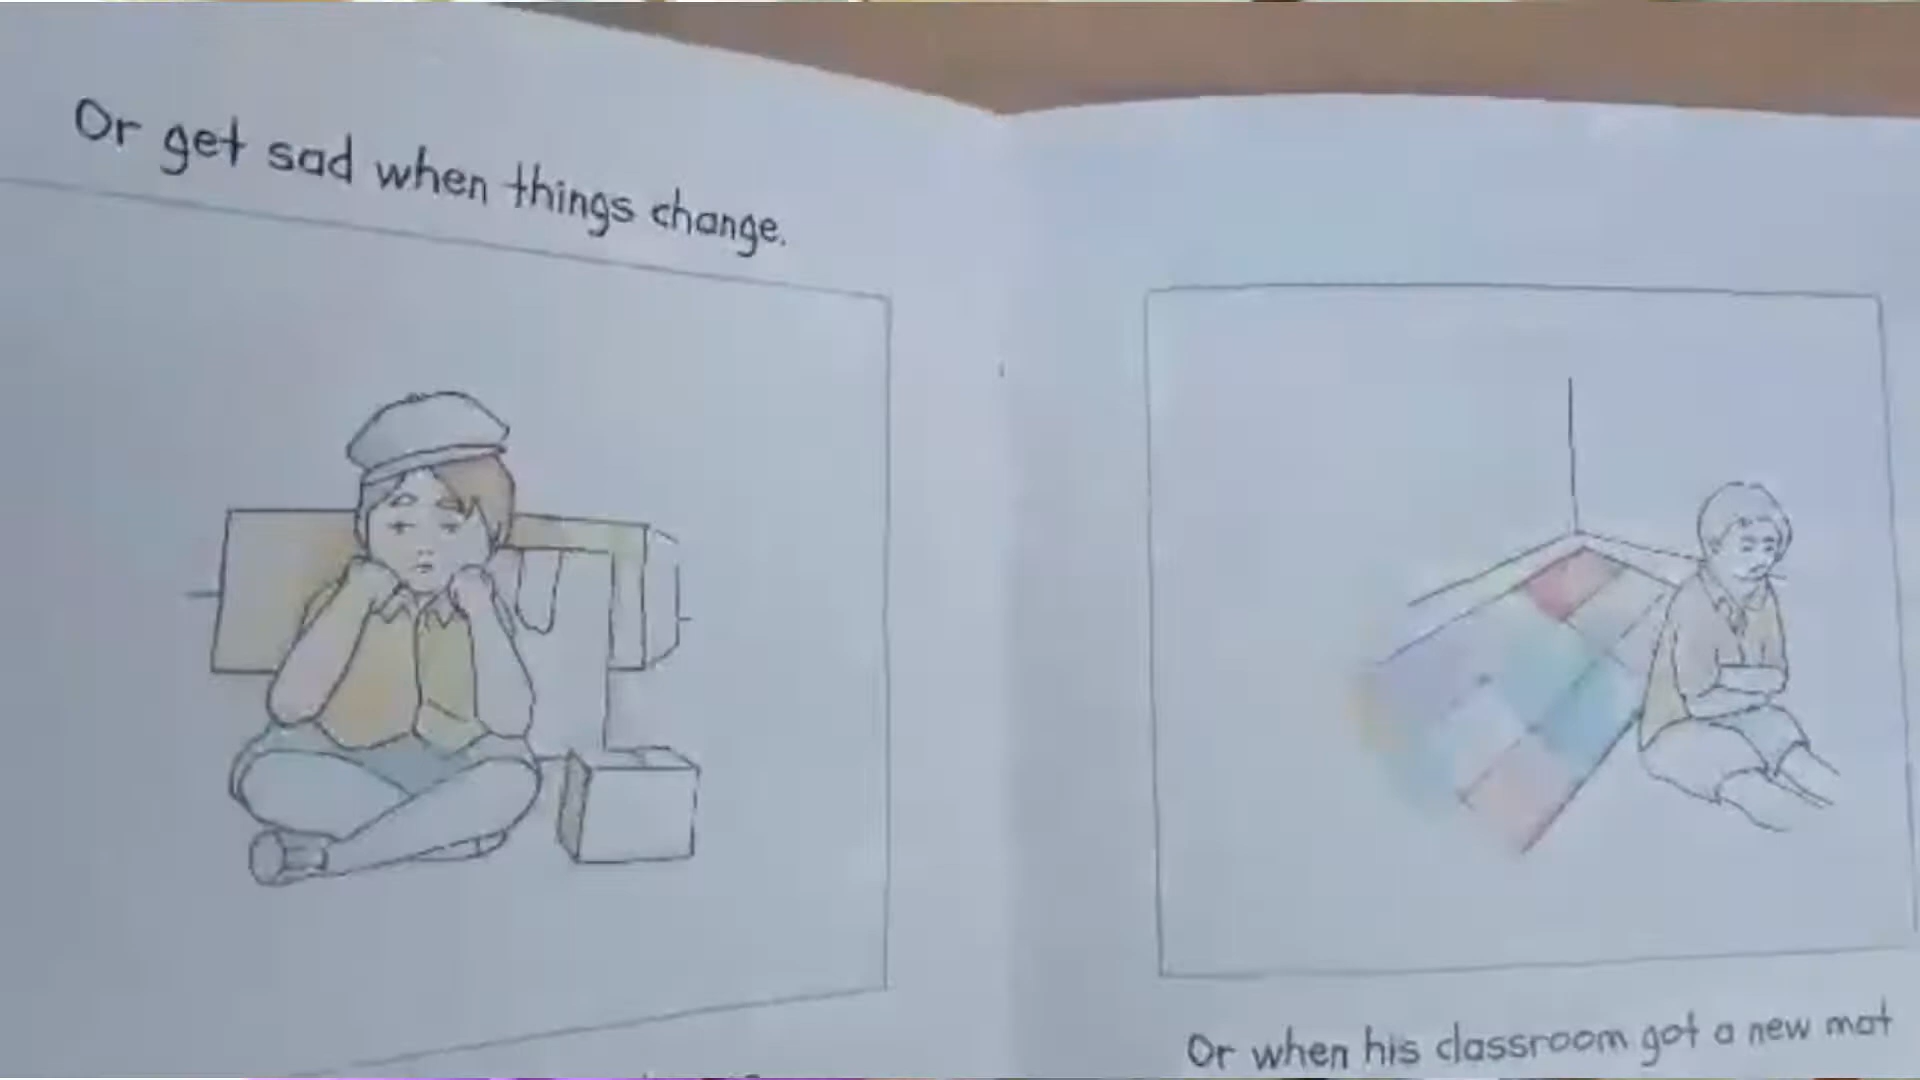 Or get sad when things change.
Or when his classroom got a new mat